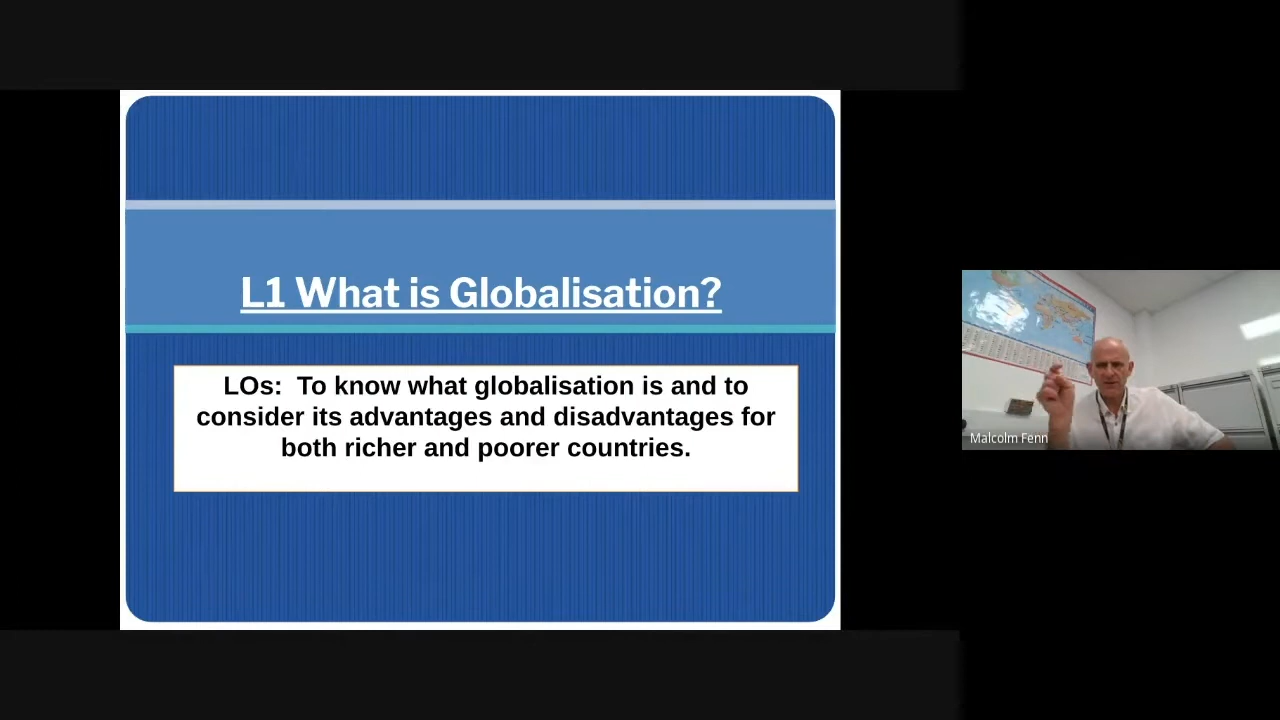 L1 What is Globalisation?
LOs:  To know what globalisation is and to
consider its advantages and disadvantages for
both richer and poorer countries.
Malcolm Fenn